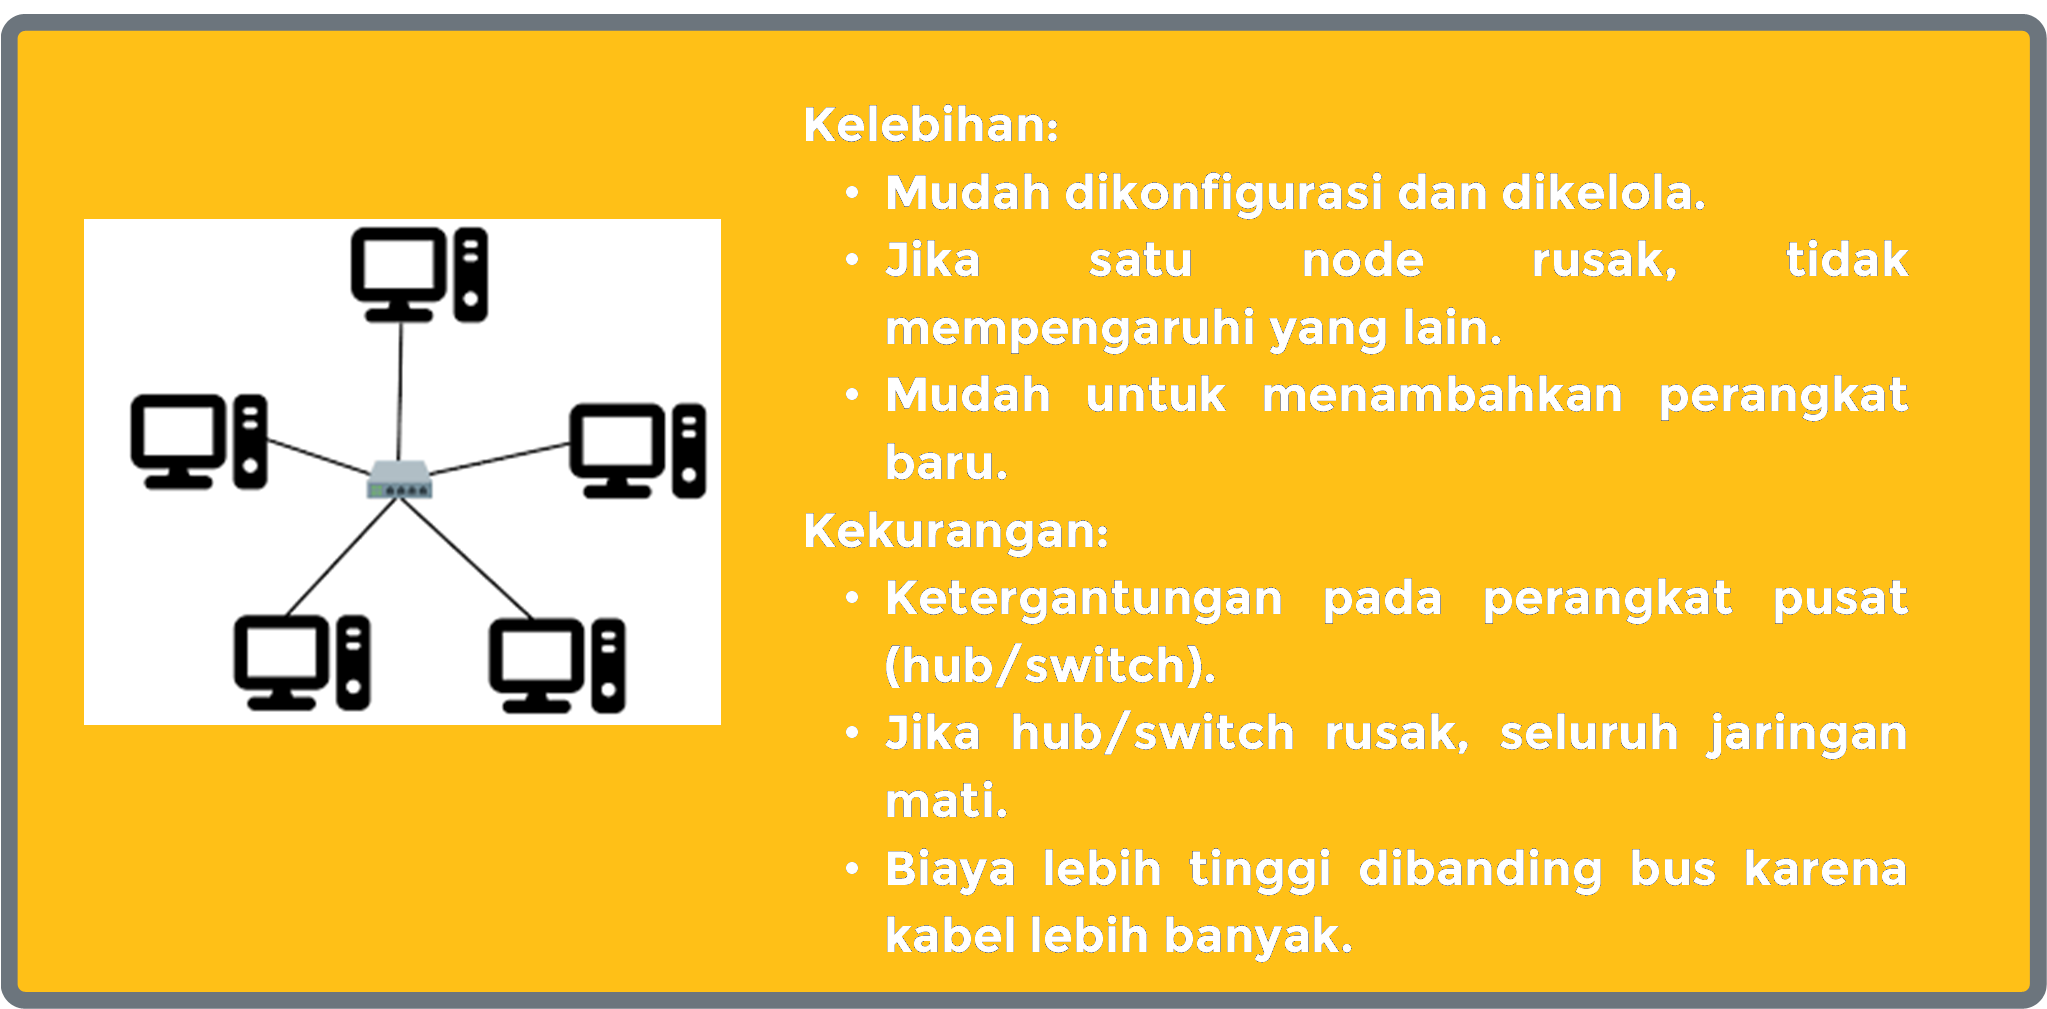 Kelebihan:
• Mudah dikonfigurasi dan dikelola.
• Jika satu node rusak, tidak
mempengaruhi yang lain.
• Mudah untuk menambahkan perangkat
baru.
Kekurangan:
• Ketergantungan pada perangkat pusat
(hub/switch).
• Jika hub/switch rusak, seluruh jaringan
mati.
• Biaya lebih tinggi dibanding bus karena
kabel lebih banyak.